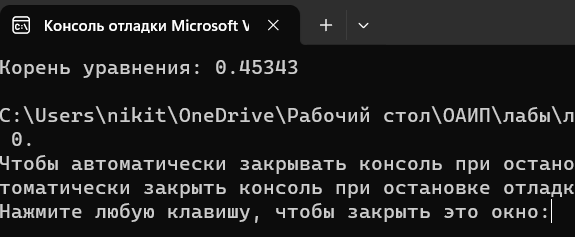 Консоль отладки Microsoft V
Корень уравнения: 0.45343
C:\Users\nikit\OneDrive\Рабочий стол\ОАИП\лабы\л
0.
Чтобы автоматически закрывать консоль при остано
томатически закрыть консоль при остановке отладк
Нажмите любую клавишу, чтобы закрыть это окно: